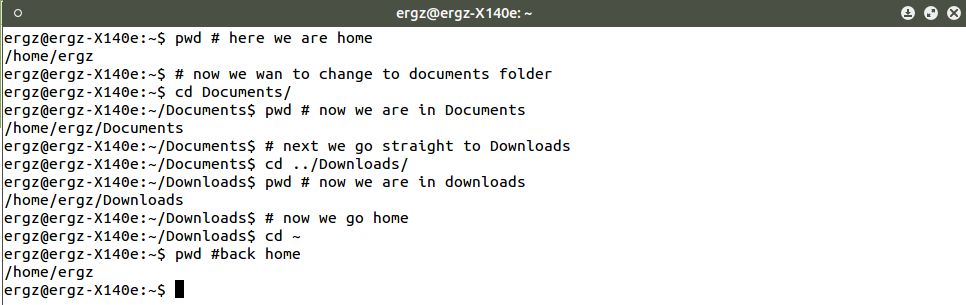 ergz@ergz-X140e: ~
ergz@ergz-X140e:~$ pwd # here we are home
/home/ergz
ergz@ergz-X140e:~$ # now we wan to change to documents folder
ergz@ergz-X140e:~$ cd Documents/
ergz@ergz-X140e:~/Documents$ pwd # now we are in Documents
/home/ergz/Documents
ergz@ergz-X140e:~/Documents$ # next we go straight to Downloads
ergz@ergz-X140e:~/Documents$ cd ../Downloads/
ergz@ergz-X140e:~/Downloads$ pwd # now we are in downloads
/home/ergz/Downloads
ergz@ergz-X140e:~/Downloads$ # now we go home
ergz@ergz-X140e:~/Downloads$ cd ~
ergz@ergz-X140e:~$ pwd #back home
/home/ergz
ergz@ergz-X140e:~$